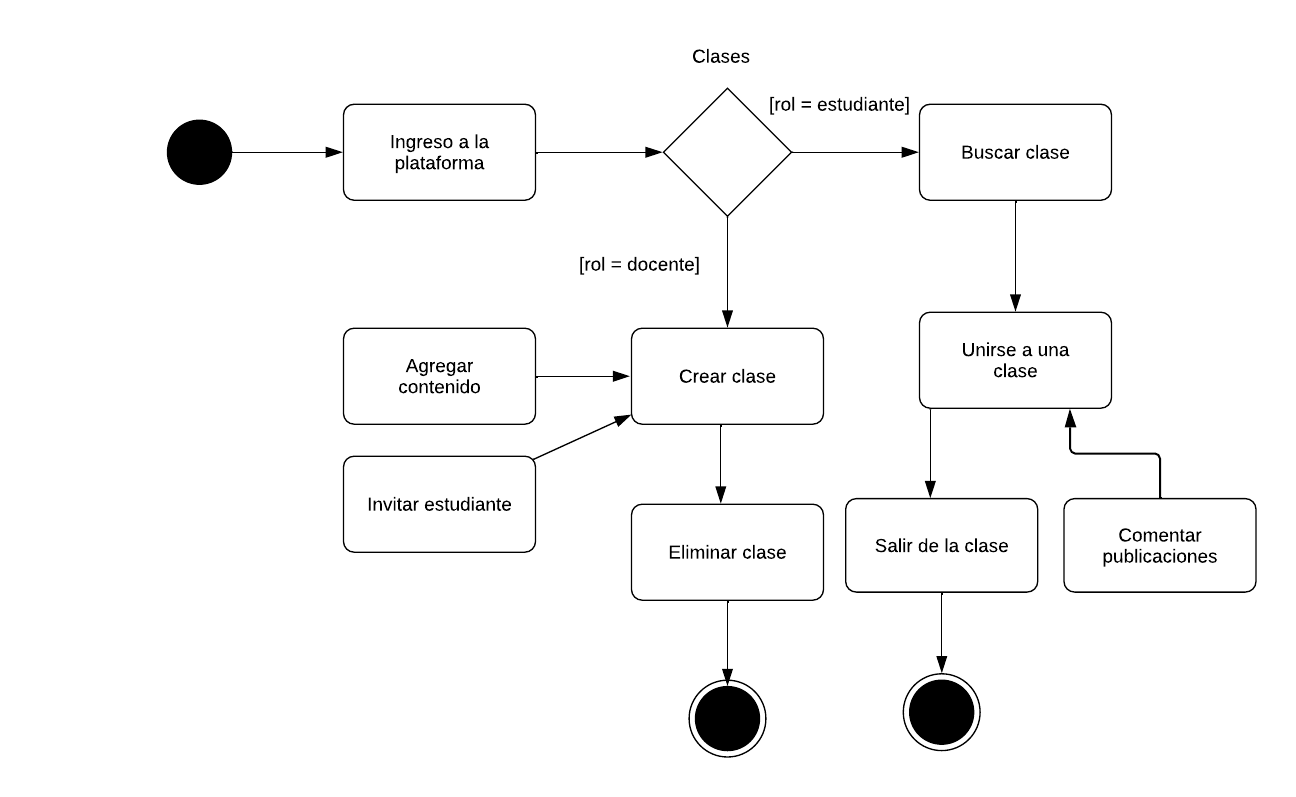 Clases
[rol = estudiante]
Ingreso a la
plataforma
Buscar clase
[rol = docente]
Agregar
contenido
Crear clase
Unirse a una
clase
Invitar estudiante
Eliminar clase
Salir de la clase
Comentar
publicaciones